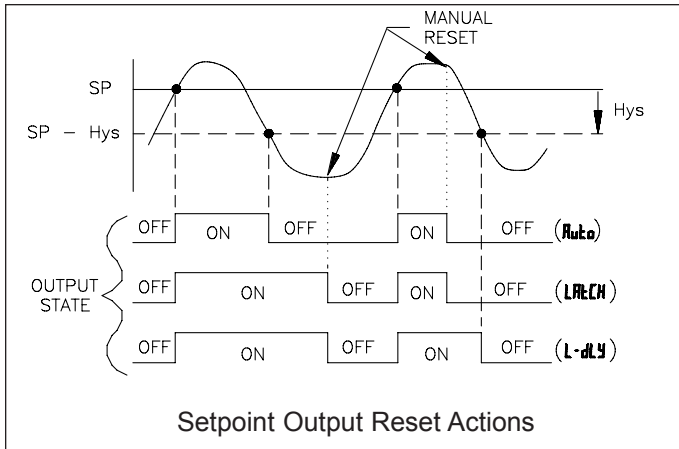 MANUAL
RESET
SP
SP - Hys
Hys
OFF ON OFF ON OFF (Auto)
OUTPUT
STATE
OFF ON OFF ON OFF (LAtCH)
OFF ON OFF ON OFF (L-dLY)
Setpoint Output Reset Actions